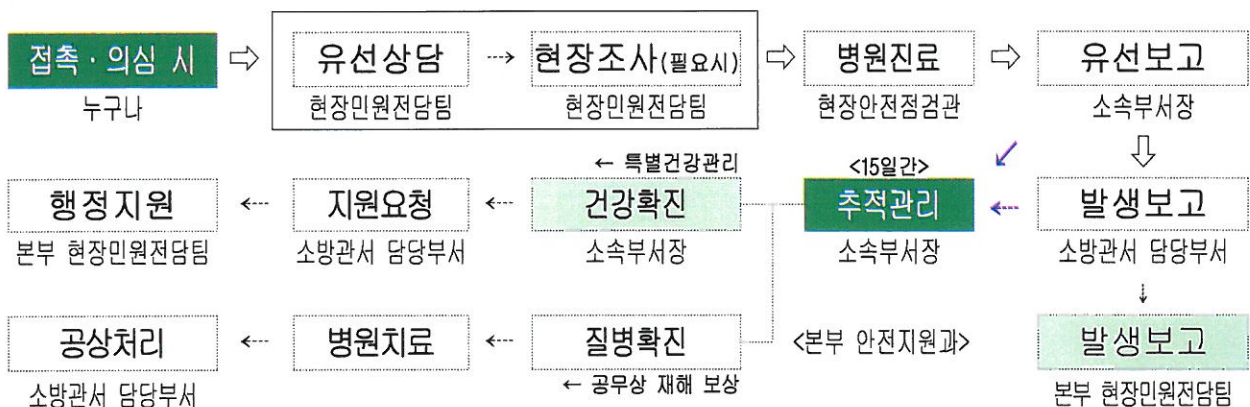 접촉·의심 시 ⇨ 유선상담 ⇢ 현장조사(필요시) ⇨ 병원진료 ⇨ 유선보고
누구나 현장민원전담팀 현장민원전담팀 현장안전점검관 소속부서장
← 특별건강관리 <15일간> ↙ ⇩
행정지원 ⇠ 지원요청 ⇠ 건강확진 추적관리 ⇠ 발생보고
본부 현장민원전담팀 소방관서 담당부서 소속부서장 소속부서장 소방관서 담당부서
공상처리 ⇠ 병원치료 ⇠ 질병확진 <본부 안전지원과> 발생보고
소방관서 담당부서 ← 공무상 재해 보상 본부 현장민원전담팀